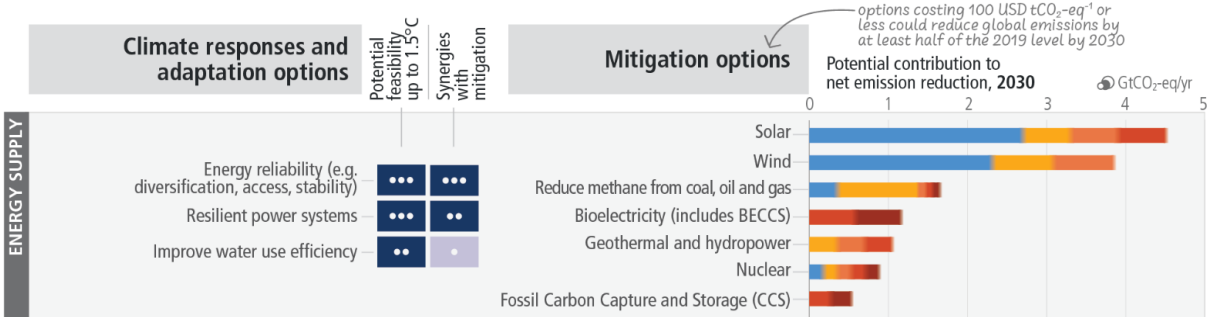 options costing 100 USD tCO₂-eq⁻¹ or
less could reduce global emissions by
at least half of the 2019 level by 2030
Climate responses and
adaptation options
Potential
feasibility
up to 1.5°C
Synergies
with
mitigation
Mitigation options
Potential contribution to
net emission reduction, 2030
GtCO₂-eq/yr
0 1 2 3 4 5
ENERGY SUPPLY
Energy reliability (e.g.
diversification, access, stability)
Resilient power systems
Improve water use efficiency
Solar
Wind
Reduce methane from coal, oil and gas
Bioelectricity (includes BECCS)
Geothermal and hydropower
Nuclear
Fossil Carbon Capture and Storage (CCS)